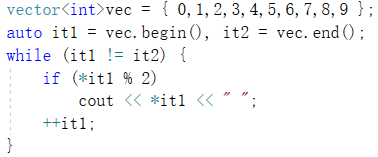 vector<int>vec = { 0,1,2,3,4,5,6,7,8,9 };
auto it1 = vec.begin(), it2 = vec.end();
while (it1 != it2) {
    if (*it1 % 2)
        cout << *it1 << " ";
    ++it1;
}